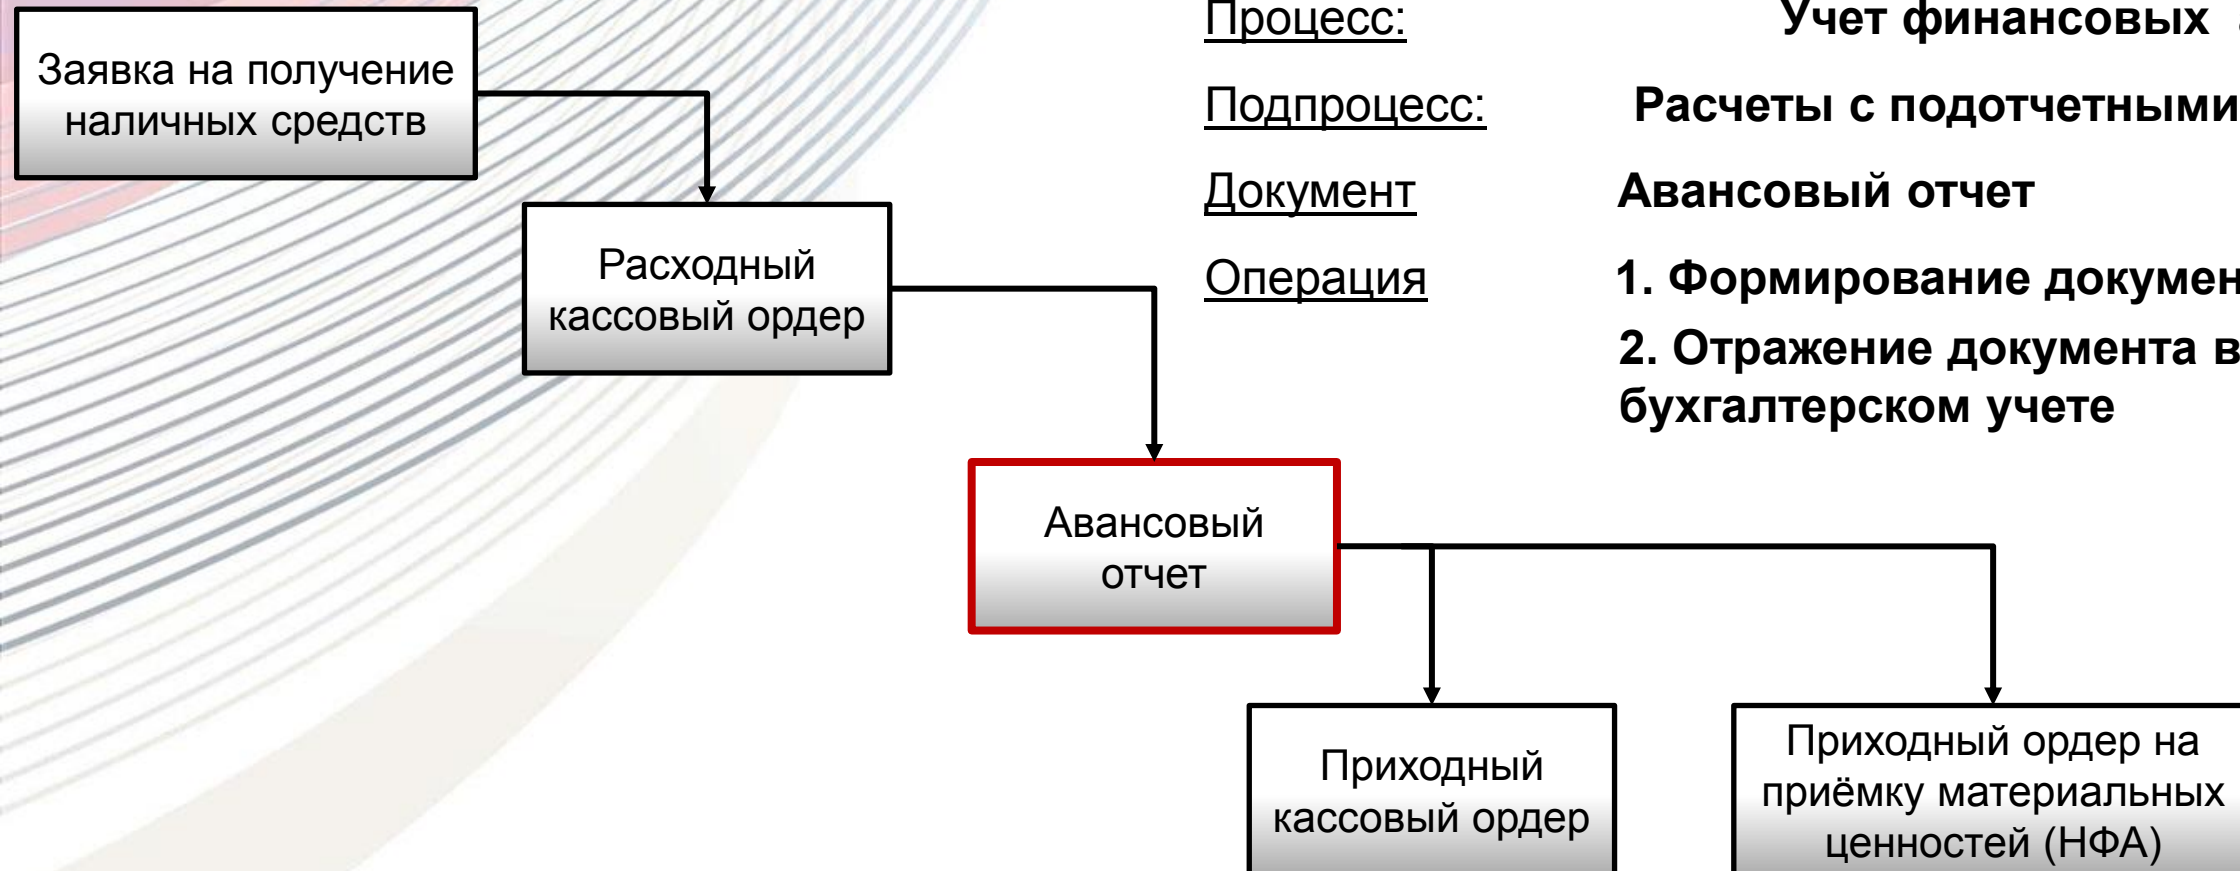 Заявка на получение
наличных средств
Процесс: Учет финансовых
Подпроцесс: Расчеты с подотчетными
Документ Авансовый отчет
Операция 1. Формирование докумен
2. Отражение документа в
бухгалтерском учете
Расходный
кассовый ордер
Авансовый
отчет
Приходный
кассовый ордер
Приходный ордер на
приёмку материальных
ценностей (НФА)